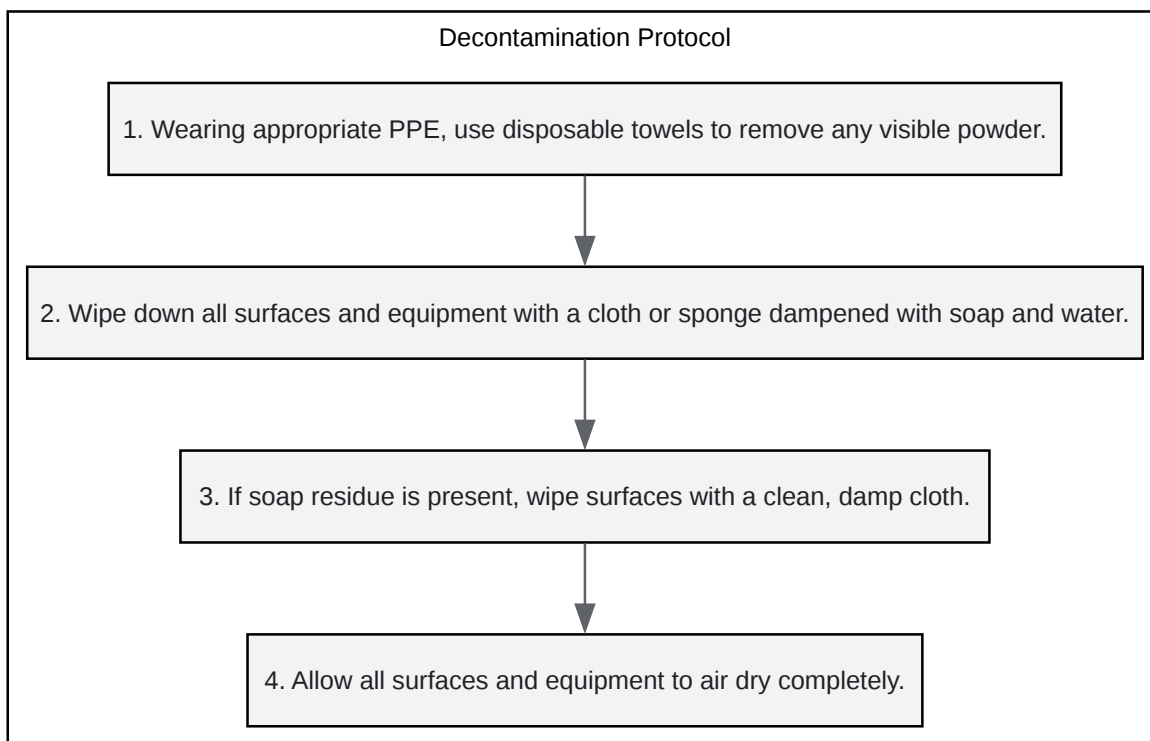 Decontamination Protocol
1. Wearing appropriate PPE, use disposable towels to remove any visible powder.
2. Wipe down all surfaces and equipment with a cloth or sponge dampened with soap and water.
3. If soap residue is present, wipe surfaces with a clean, damp cloth.
4. Allow all surfaces and equipment to air dry completely.